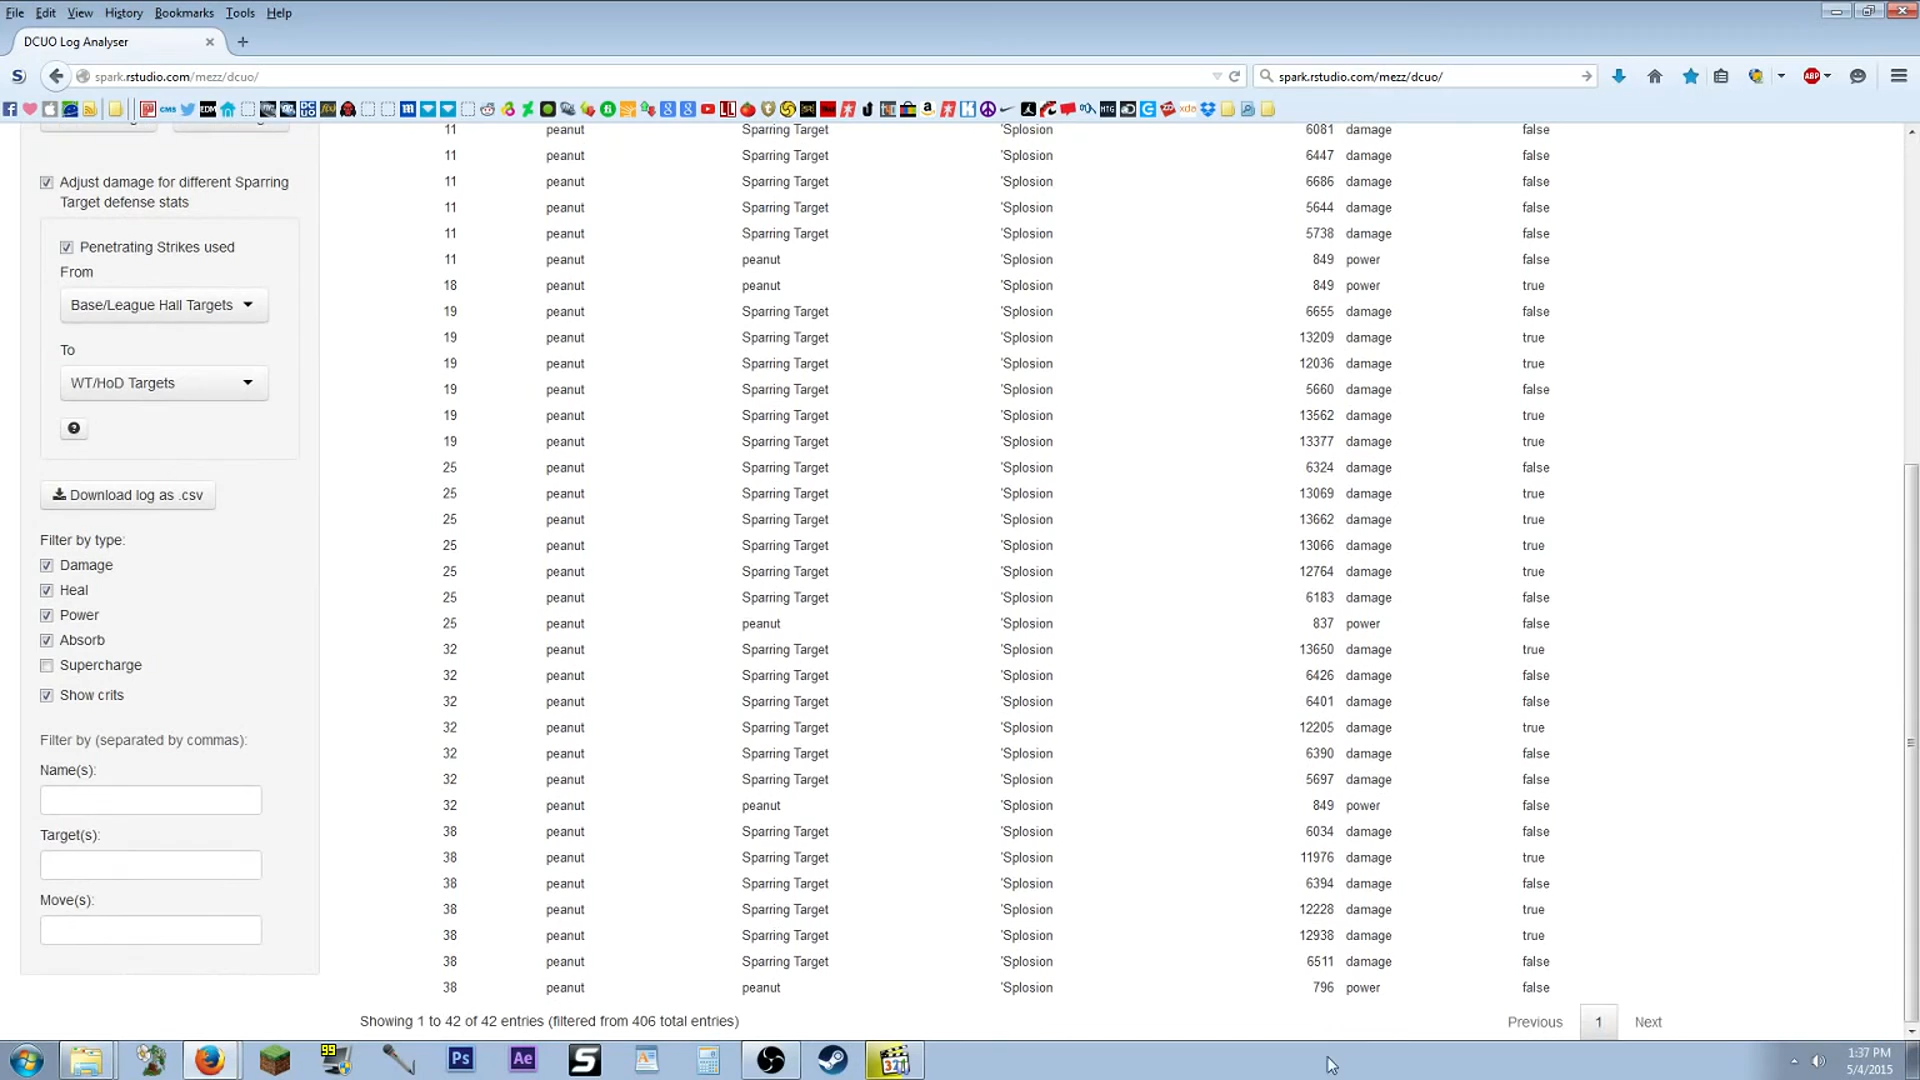 File Edit View History Bookmarks Tools Help
DCUO Log Analyser
spark.rstudio.com/mezz/dcuo/
spark.rstudio.com/mezz/dcuo/
11 peanut Sparring Target 'Splosion 6081 damage false
11 peanut Sparring Target 'Splosion 6447 damage false
11 peanut Sparring Target 'Splosion 6686 damage false
11 peanut Sparring Target 'Splosion 5644 damage false
11 peanut Sparring Target 'Splosion 5738 damage false
11 peanut peanut 'Splosion 849 power false
18 peanut peanut 'Splosion 849 power true
19 peanut Sparring Target 'Splosion 6655 damage false
19 peanut Sparring Target 'Splosion 13209 damage true
19 peanut Sparring Target 'Splosion 12036 damage true
19 peanut Sparring Target 'Splosion 5660 damage false
19 peanut Sparring Target 'Splosion 13562 damage true
19 peanut Sparring Target 'Splosion 13377 damage true
25 peanut Sparring Target 'Splosion 6324 damage false
25 peanut Sparring Target 'Splosion 13069 damage true
25 peanut Sparring Target 'Splosion 13662 damage true
25 peanut Sparring Target 'Splosion 13066 damage true
25 peanut Sparring Target 'Splosion 12764 damage true
25 peanut Sparring Target 'Splosion 6183 damage false
25 peanut peanut 'Splosion 837 power false
32 peanut Sparring Target 'Splosion 13650 damage true
32 peanut Sparring Target 'Splosion 6426 damage false
32 peanut Sparring Target 'Splosion 6401 damage false
32 peanut Sparring Target 'Splosion 12205 damage true
32 peanut Sparring Target 'Splosion 6390 damage false
32 peanut Sparring Target 'Splosion 5697 damage false
32 peanut peanut 'Splosion 849 power false
38 peanut Sparring Target 'Splosion 6034 damage false
38 peanut Sparring Target 'Splosion 11976 damage true
38 peanut Sparring Target 'Splosion 6394 damage false
38 peanut Sparring Target 'Splosion 12228 damage true
38 peanut Sparring Target 'Splosion 12938 damage true
38 peanut Sparring Target 'Splosion 6511 damage false
38 peanut peanut 'Splosion 796 power false
Showing 1 to 42 of 42 entries (filtered from 406 total entries)
Previous 1 Next
Adjust damage for different Sparring
Target defense stats
Penetrating Strikes used
From
Base/League Hall Targets
To
WT/HoD Targets
Download log as .csv
Filter by type:
Damage
Heal
Power
Absorb
Supercharge
Show crits
Filter by (separated by commas):
Name(s):
Target(s):
Move(s):
99
Ps
Ae
321
1:37 PM
5/4/2015